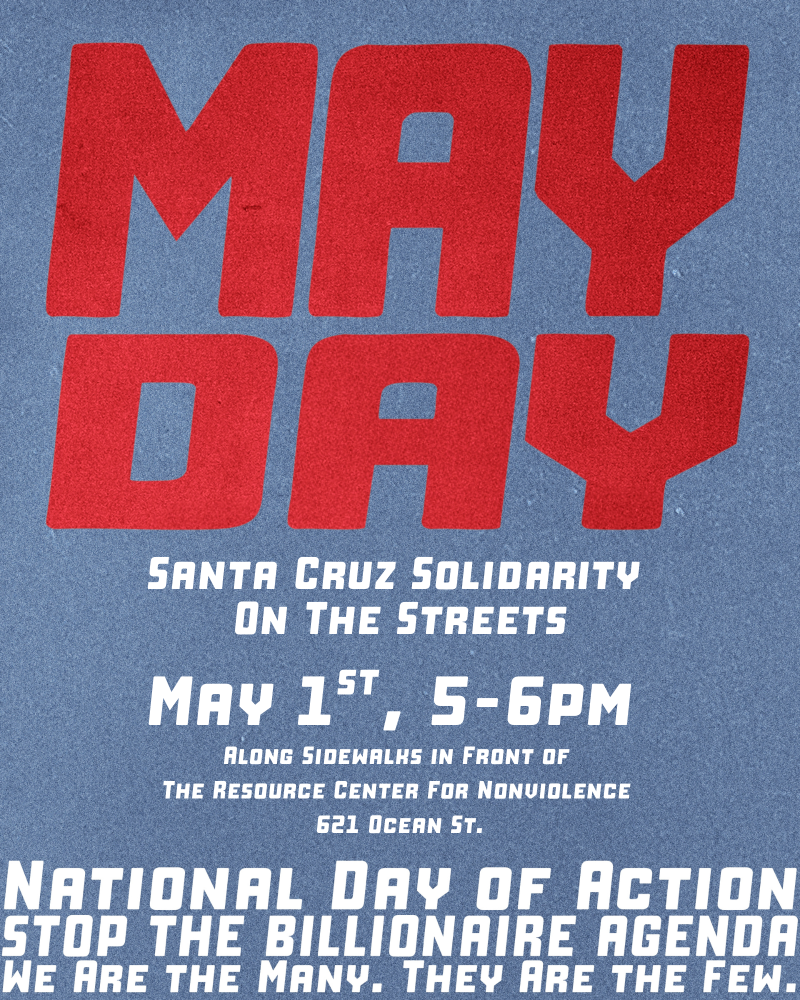 MAY
DAY
Santa Cruz Solidarity
On The Streets
May 1ST, 5-6pm
Along Sidewalks in Front of
The Resource Center For Nonviolence
621 Ocean St.
National Day of Action
STOP THE BILLIONAIRE AGENDA
We Are the Many. They Are the Few.